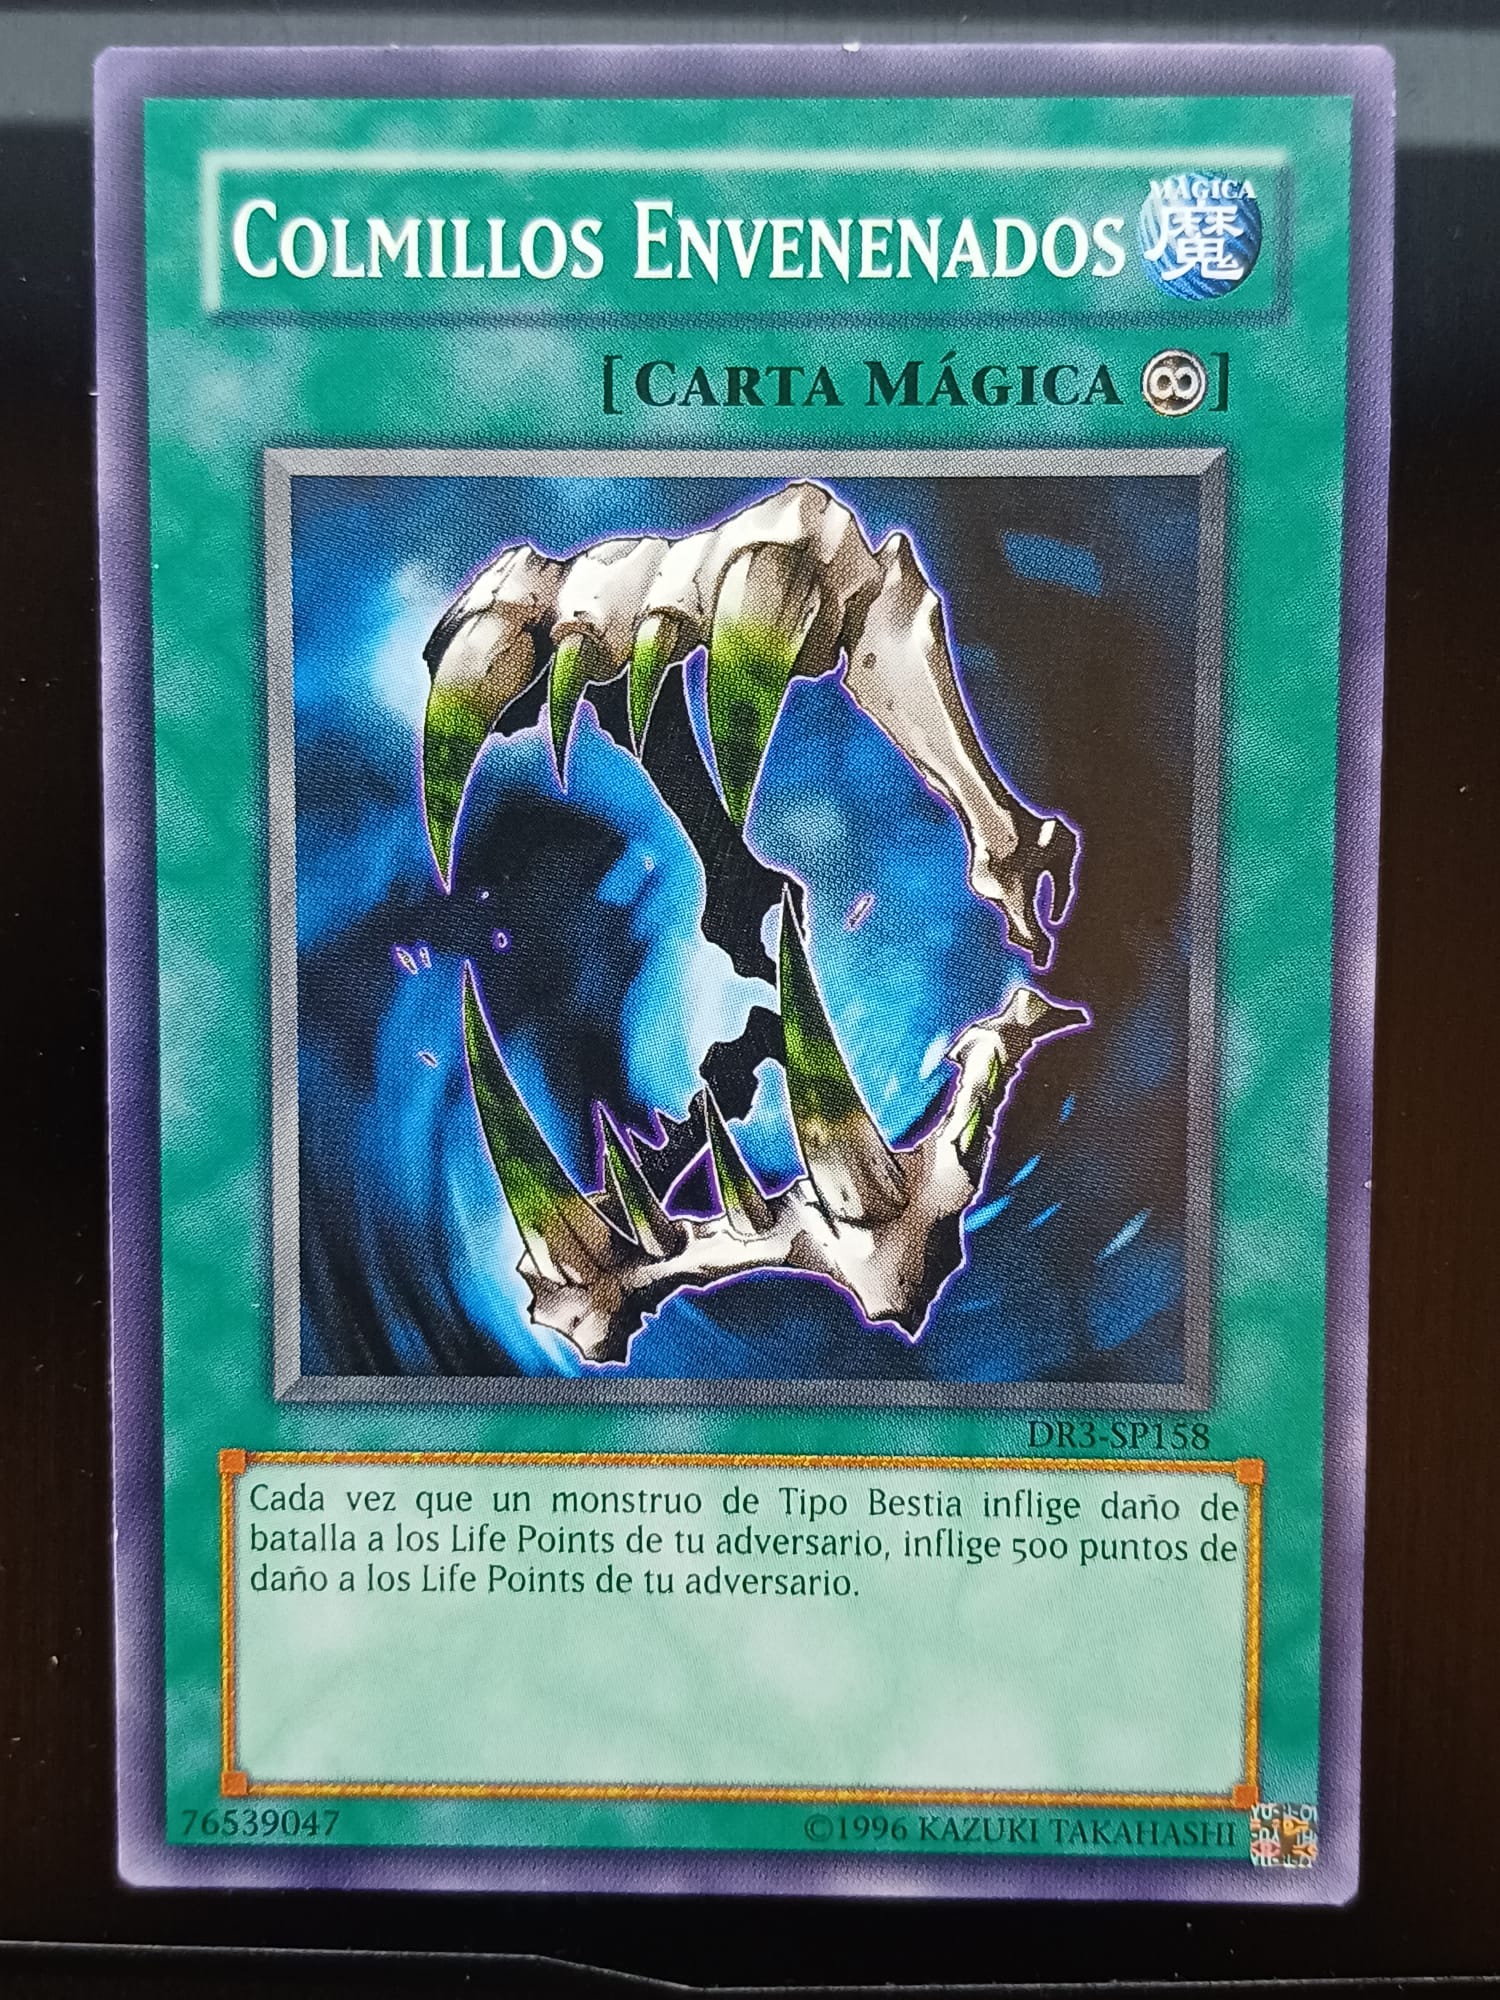 COLMILLOS ENVENENADOS
MÁGICA
魔
[CARTA MÁGICA ∞]
DR3-SP158
Cada vez que un monstruo de Tipo Bestia inflige daño de
batalla a los Life Points de tu adversario, inflige 500 puntos de
daño a los Life Points de tu adversario.
76539047
©1996 KAZUKI TAKAHASHI